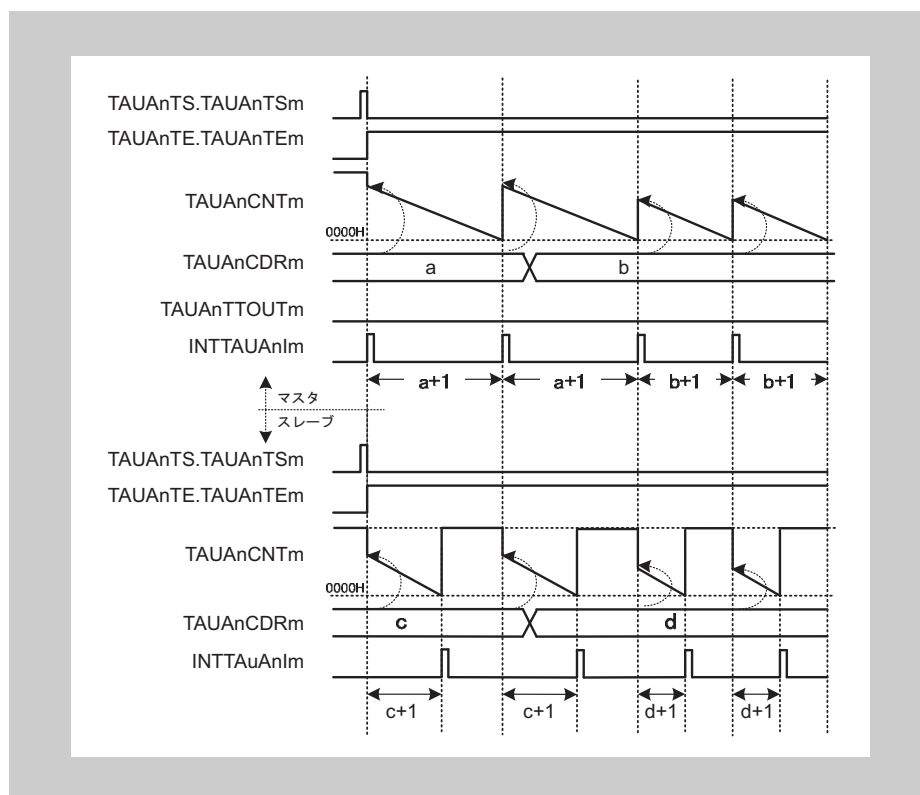 TAUAnTS.TAUAnTSm
TAUAnTE.TAUAnTEm
TAUAnCNTm
0000H
TAUAnCDRm
a
b
TAUAnTTOUTm
INTTAUAnIm
a+1
a+1
b+1
b+1
マスタ
スレーブ
TAUAnTS.TAUAnTSm
TAUAnTE.TAUAnTEm
TAUAnCNTm
0000H
TAUAnCDRm
c
d
INTTAuAnIm
c+1
c+1
d+1
d+1